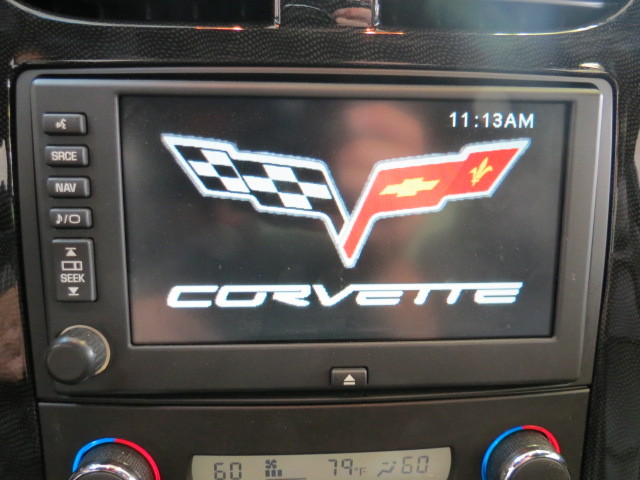 11:13AM
SRCE
NAV
SEEK
CORVETTE
60 79°F 60